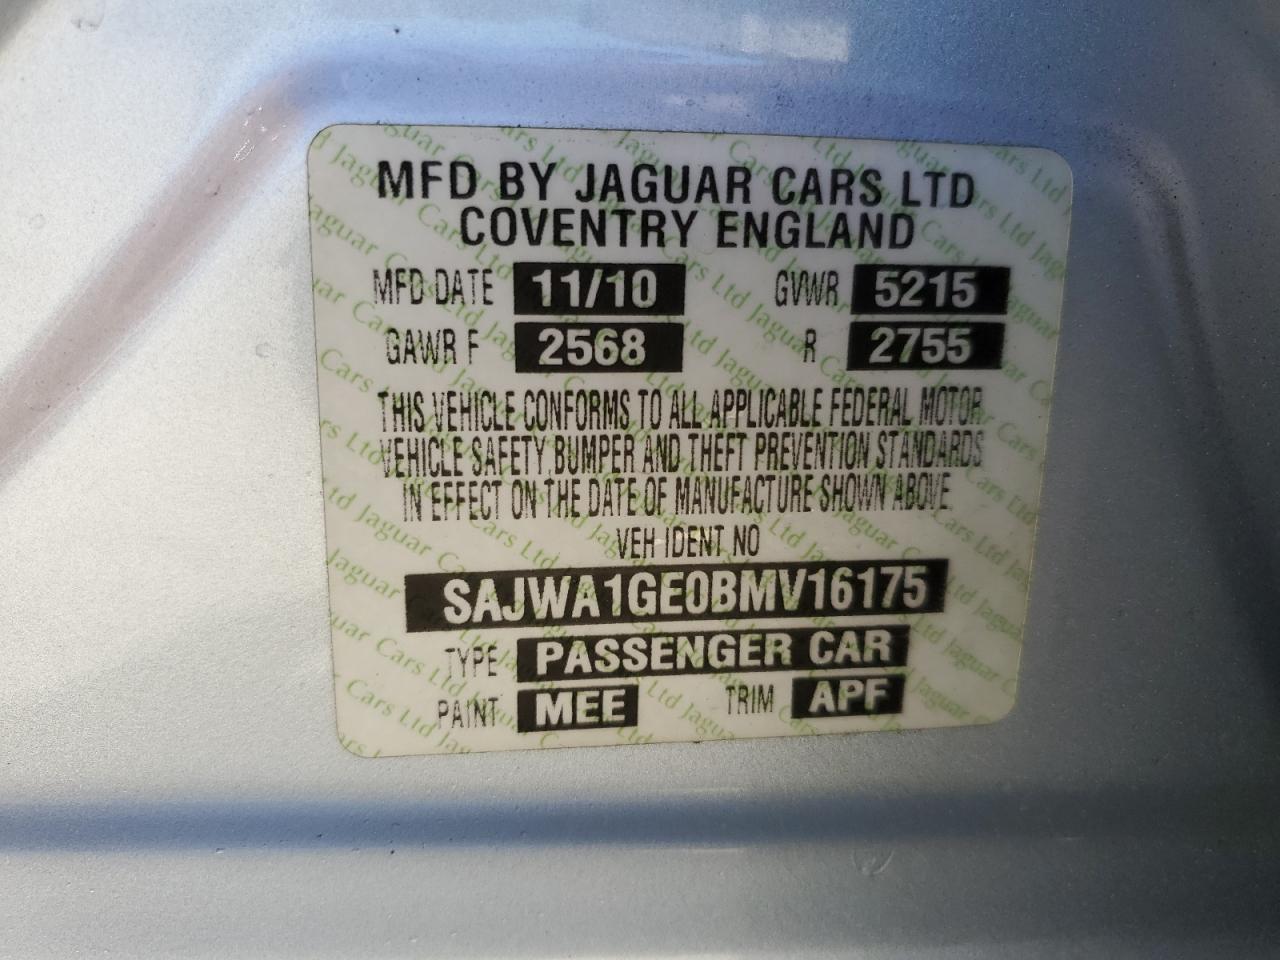 MFD BY JAGUAR CARS LTD
COVENTRY ENGLAND
MFD DATE 11/10 GVWR 5215
GAWR F 2568 R 2755
THIS VEHICLE CONFORMS TO ALL APPLICABLE FEDERAL MOTOR
VEHICLE SAFETY, BUMPER AND THEFT PREVENTION STANDARDS
IN EFFECT ON THE DATE OF MANUFACTURE SHOWN ABOVE
VEH IDENT NO
SAJWA1GE0BMV16175
TYPE PASSENGER CAR
PAINT MEE TRIM APF